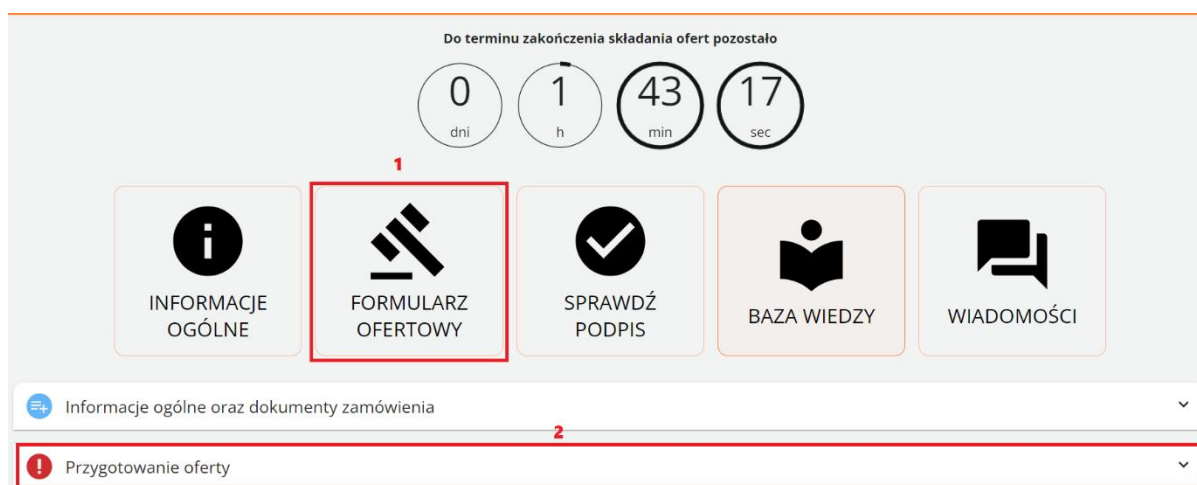 Do terminu zakończenia składania ofert pozostało
0
dni
1
h
43
min
17
sec
1
INFORMACJE
OGÓLNE
FORMULARZ
OFERTOWY
SPRAWDŹ
PODPIS
BAZA WIEDZY
WIADOMOŚCI
Informacje ogólne oraz dokumenty zamówienia
2
Przygotowanie oferty